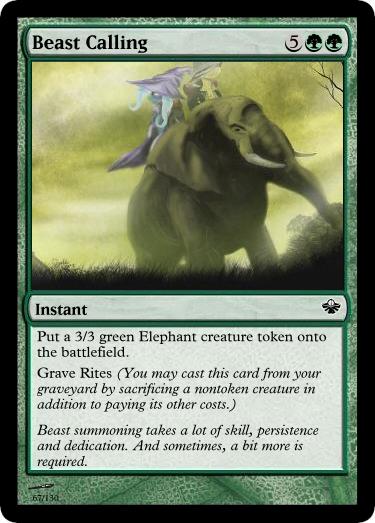 Beast Calling 5
Instant
Put a 3/3 green Elephant creature token onto
the battlefield.
Grave Rites (You may cast this card from your
graveyard by sacrificing a nontoken creature in
addition to paying its other costs.)
Beast summoning takes a lot of skill, persistence
and dedication. And sometimes, a bit more is
required.
67/130